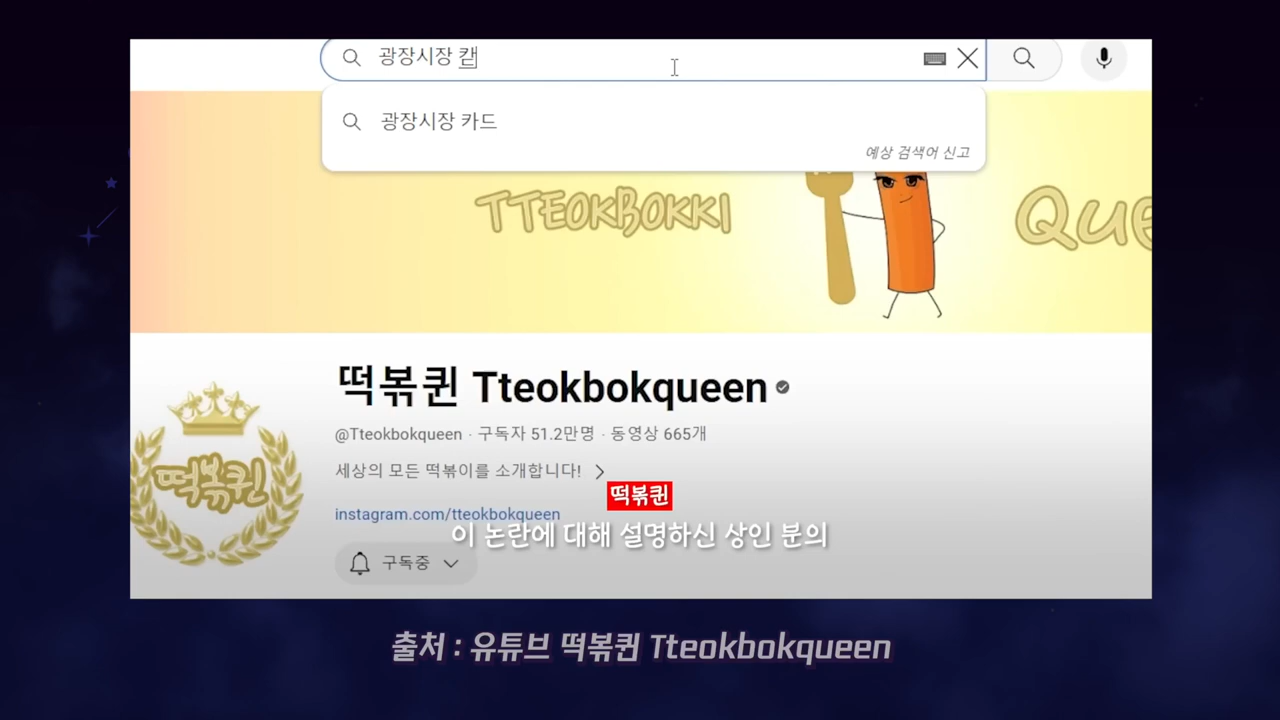 광장시장 캗
광장시장 카드
예상 검색어 신고
TTEOKBOKKI
떡볶퀸 Tteokbokqueen
@Tteokbokqueen · 구독자 51.2만명 · 동영상 665개
세상의 모든 떡볶이를 소개합니다!
떡볶퀸
instagram.com/tteokbokqueen
떡볶퀸
이 논란에 대해 설명하신 상인 분의
구독중
출처 : 유튜브 떡볶퀸 Tteokbokqueen